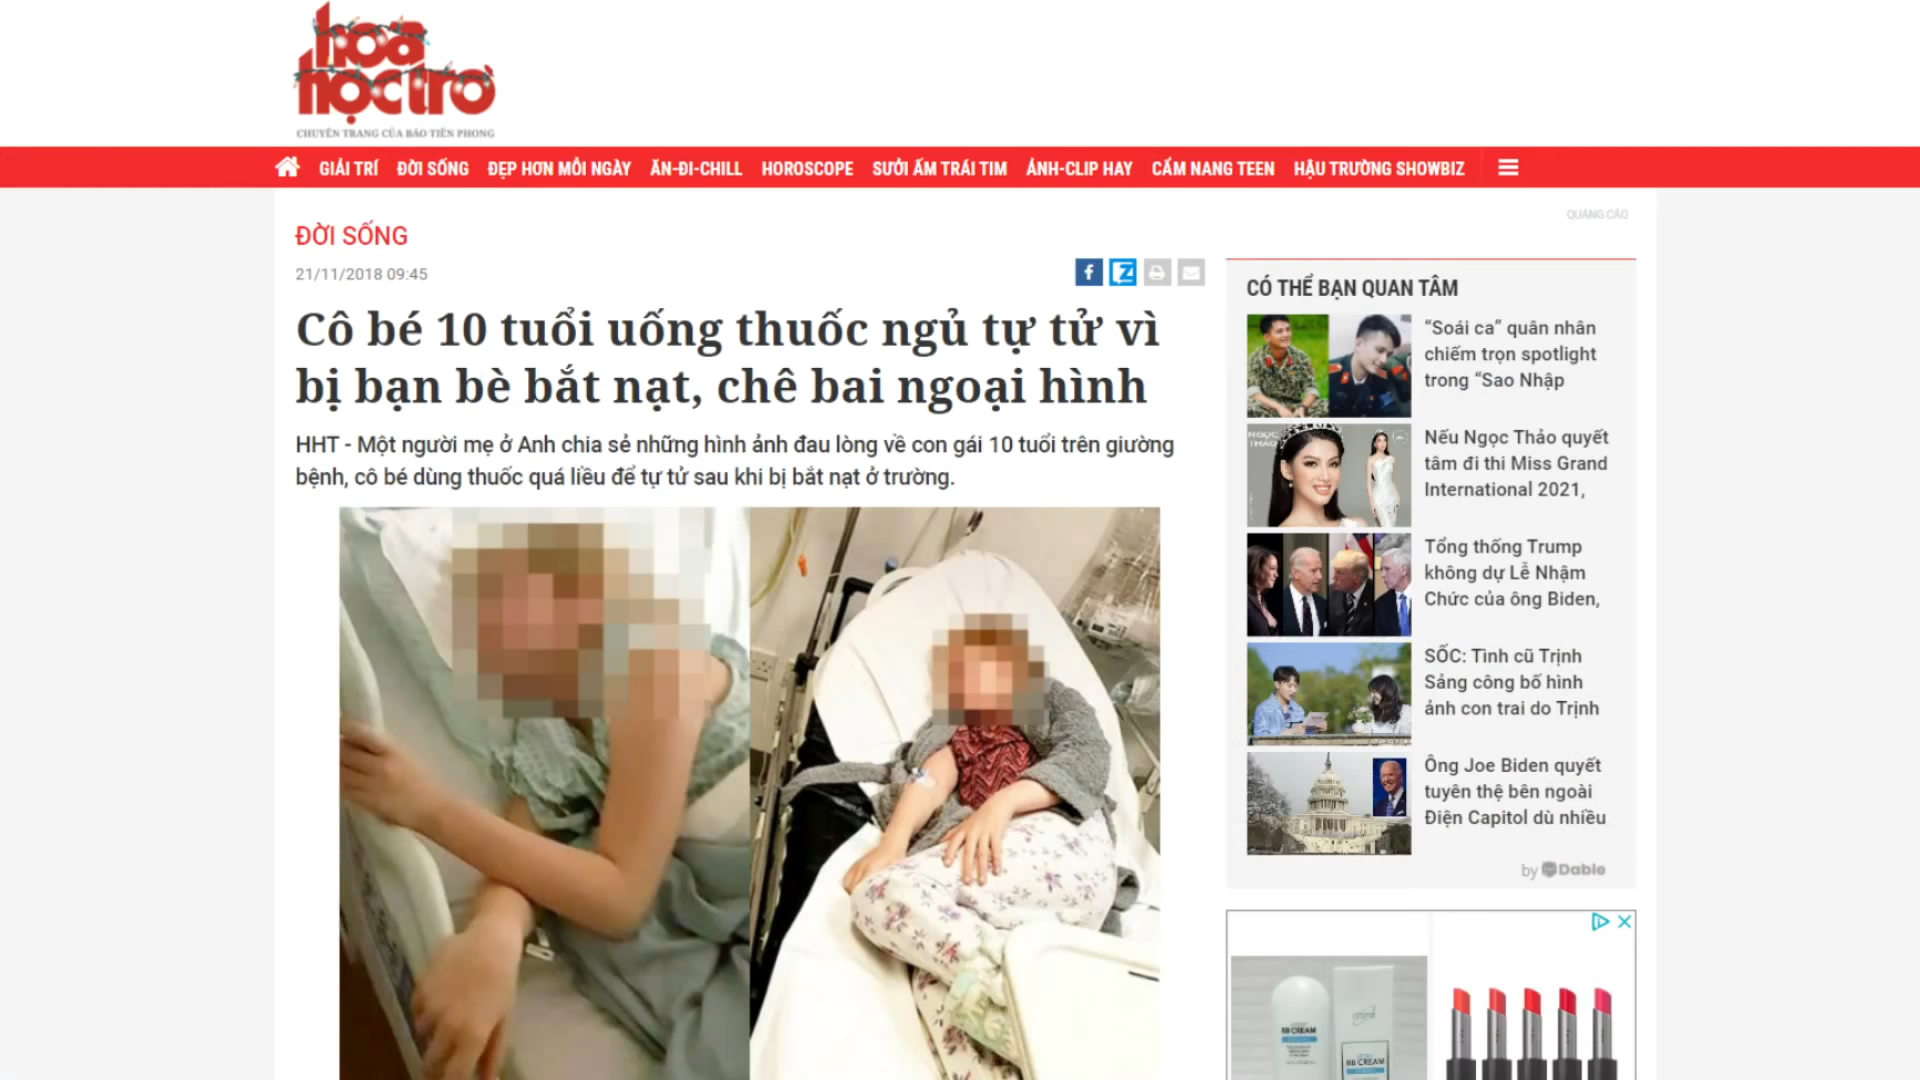 hoa
học trò
CHUYÊN TRANG CỦA BÁO TIỀN PHONG
GIẢI TRÍ ĐỜI SỐNG ĐẸP HƠN MỖI NGÀY ĂN-ĐI-CHILL HOROSCOPE SƯỞI ẤM TRÁI TIM ẢNH-CLIP HAY CẨM NANG TEEN HẬU TRƯỜNG SHOWBIZ
ĐỜI SỐNG
21/11/2018 09:45
Cô bé 10 tuổi uống thuốc ngủ tự tử vì
bị bạn bè bắt nạt, chê bai ngoại hình
HHT - Một người mẹ ở Anh chia sẻ những hình ảnh đau lòng về con gái 10 tuổi trên giường
bệnh, cô bé dùng thuốc quá liều để tự tử sau khi bị bắt nạt ở trường.
QUẢNG CÁO
CÓ THỂ BẠN QUAN TÂM
“Soái ca” quân nhân
chiếm trọn spotlight
trong “Sao Nhập
Nếu Ngọc Thảo quyết
tâm đi thi Miss Grand
International 2021,
Tổng thống Trump
không dự Lễ Nhậm
Chức của ông Biden,
SỐC: Tình cũ Trịnh
Sảng công bố hình
ảnh con trai do Trịnh
Ông Joe Biden quyết
tuyên thệ bên ngoài
Điện Capitol dù nhiều
by Dable
BB CREAM
BB CREAM